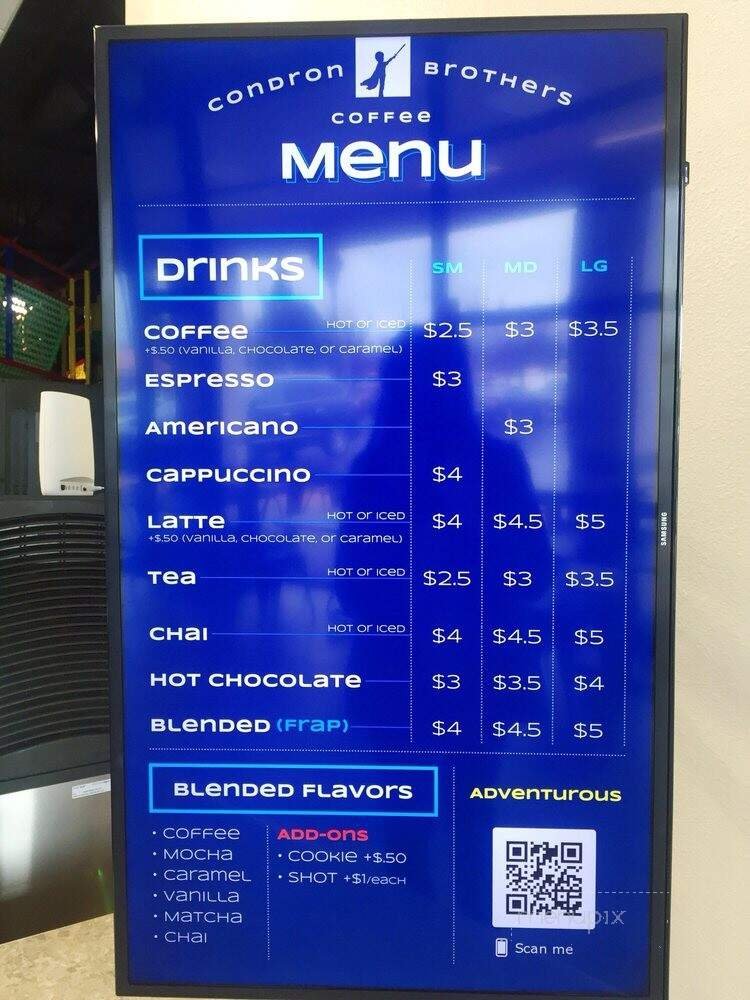 Condron Brothers
Coffee
Menu
Drinks SM MD LG
Coffee Hot or Iced $2.5 $3 $3.5
+$.50 (Vanilla, Chocolate, or Caramel)
Espresso $3
Americano $3
Cappuccino $4
Latte Hot or Iced $4 $4.5 $5
+$.50 (Vanilla, Chocolate, or Caramel)
Tea Hot or Iced $2.5 $3 $3.5
Chai Hot or Iced $4 $4.5 $5
Hot Chocolate $3 $3.5 $4
Blended (Frap) $4 $4.5 $5
Blended Flavors
• Coffee
• Mocha
• Caramel
• Vanilla
• Matcha
• Chai
Add-ons
• Cookie +$.50
• Shot +$1/each
Adventurous
Scan me
SAMSUNG
menupix